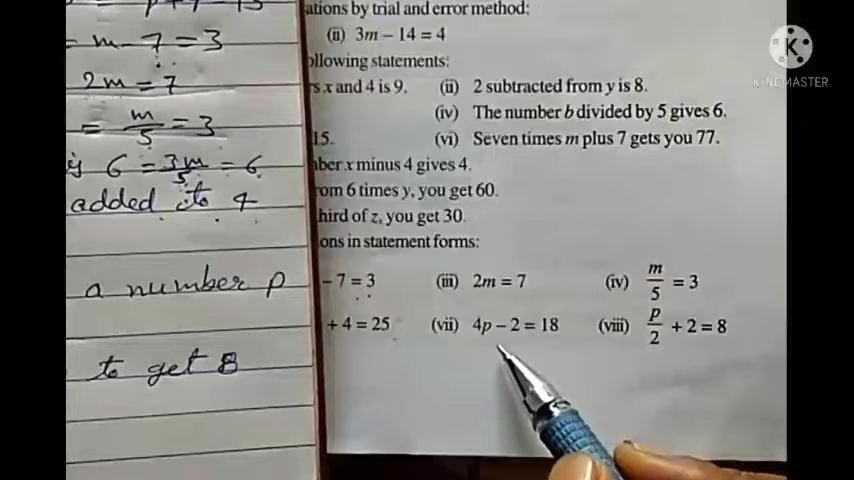 p + 7 = 15
= m - 7 = 3
2m = 7
= m/5 = 3
is 6 = 3m/5 = 6
added to 4
a number p
to get 8
ations by trial and error method:
(ii) 3m – 14 = 4
ollowing statements:
s x and 4 is 9. (ii) 2 subtracted from y is 8.
(iv) The number b divided by 5 gives 6.
15. (vi) Seven times m plus 7 gets you 77.
ber x minus 4 gives 4.
rom 6 times y, you get 60.
hird of z, you get 30.
ons in statement forms:
– 7 = 3 (iii) 2m = 7 (iv) m/5 = 3
+ 4 = 25 (vii) 4p – 2 = 18 (viii) p/2 + 2 = 8
K
KINEMASTER